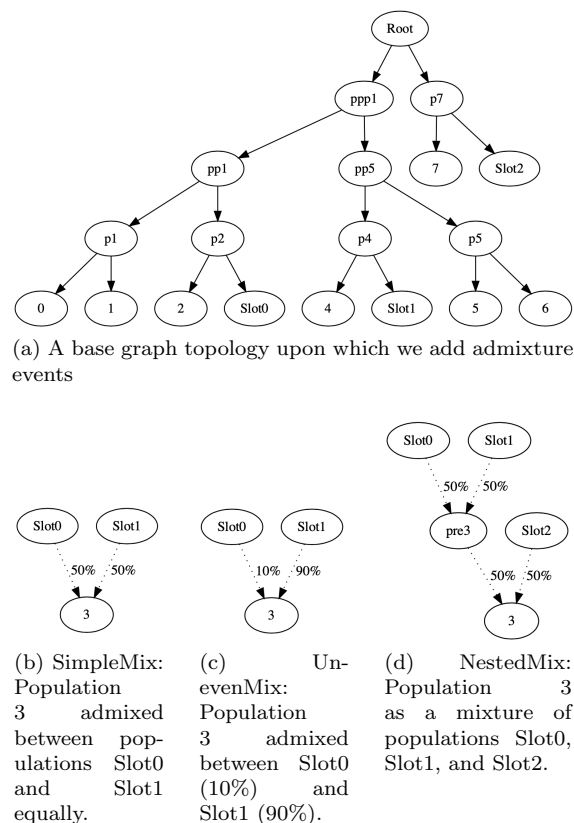 Root
ppp1 p7
pp1 pp5 7 Slot2
p1 p2 p4 p5
0 1 2 Slot0 4 Slot1 5 6
(a) A base graph topology upon which we add admixture
events
Slot0 Slot1
50% 50%
3
(b) SimpleMix:
Population
3 admixed
between pop-
ulations Slot0
and Slot1
equally.
Slot0 Slot1
10% 90%
3
(c) Un-
evenMix:
Population
3 admixed
between Slot0
(10%) and
Slot1 (90%).
Slot0 Slot1
50% 50%
pre3 Slot2
50% 50%
3
(d) NestedMix:
Population 3
as a mixture of
populations Slot0,
Slot1, and Slot2.